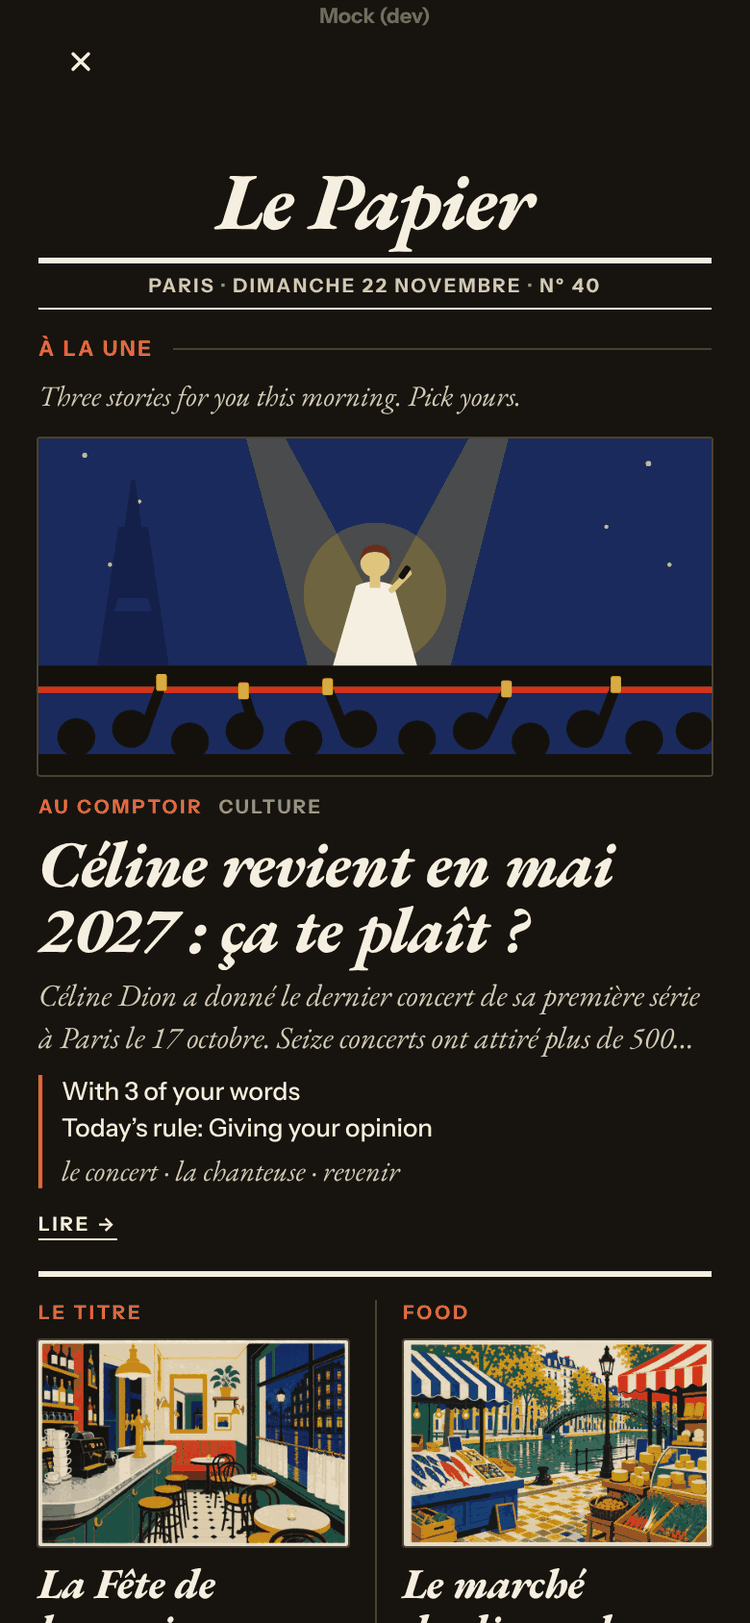 Mock (dev)
×
Le Papier
PARIS · DIMANCHE 22 NOVEMBRE · N° 40
À LA UNE
Three stories for you this morning. Pick yours.
AU COMPTOIR CULTURE
Céline revient en mai
2027 : ça te plaît ?
Céline Dion a donné le dernier concert de sa première série
à Paris le 17 octobre. Seize concerts ont attiré plus de 500...
With 3 of your words
Today’s rule: Giving your opinion
le concert · la chanteuse · revenir
LIRE →
LE TITRE
FOOD
La Fête de
Le marché